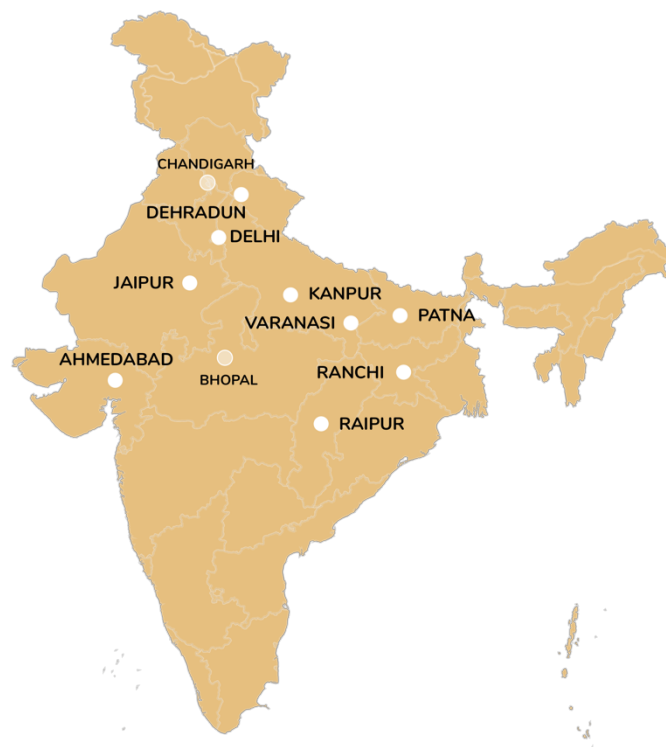 CHANDIGARH
DEHRADUN
DELHI
JAIPUR
KANPUR
PATNA
VARANASI
AHMEDABAD
RANCHI
BHOPAL
RAIPUR